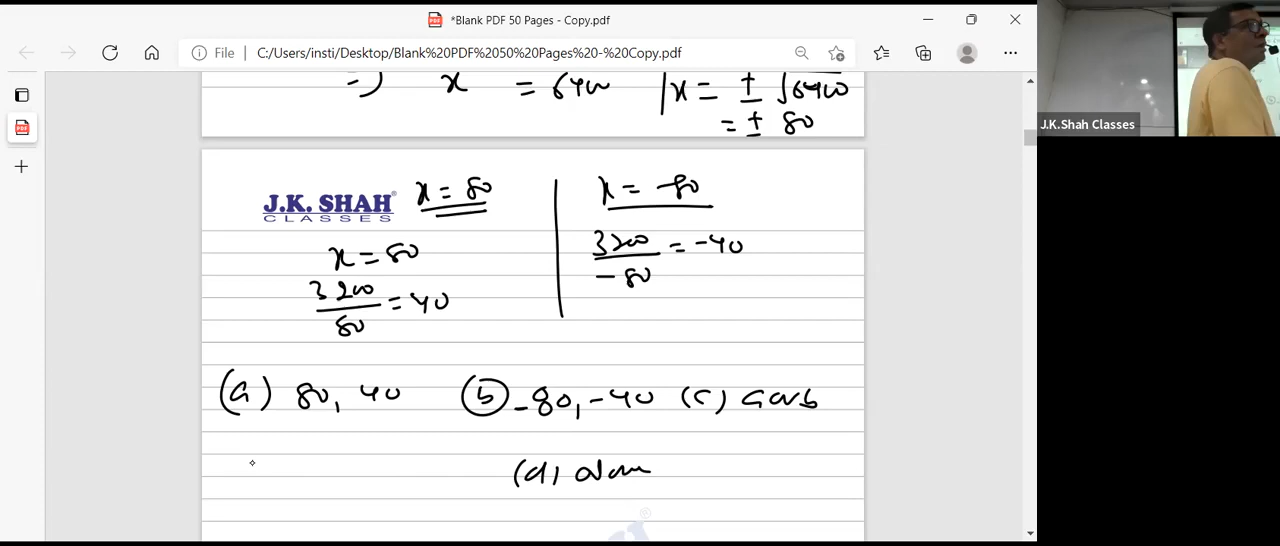 *Blank PDF 50 Pages - Copy.pdf
File C:/Users/insti/Desktop/Blank%20PDF%2050%20Pages%20-%20Copy.pdf
=) x = 6400 | x = ± √6400
= ± 80
J.K. SHAH®
CLASSES
x = 80
x = 80
3200/80 = 40
x = -80
3200/-80 = -40
(a) 80, 40 (b) -80, -40 (c) a or b
(d) None
J.K.Shah Classes